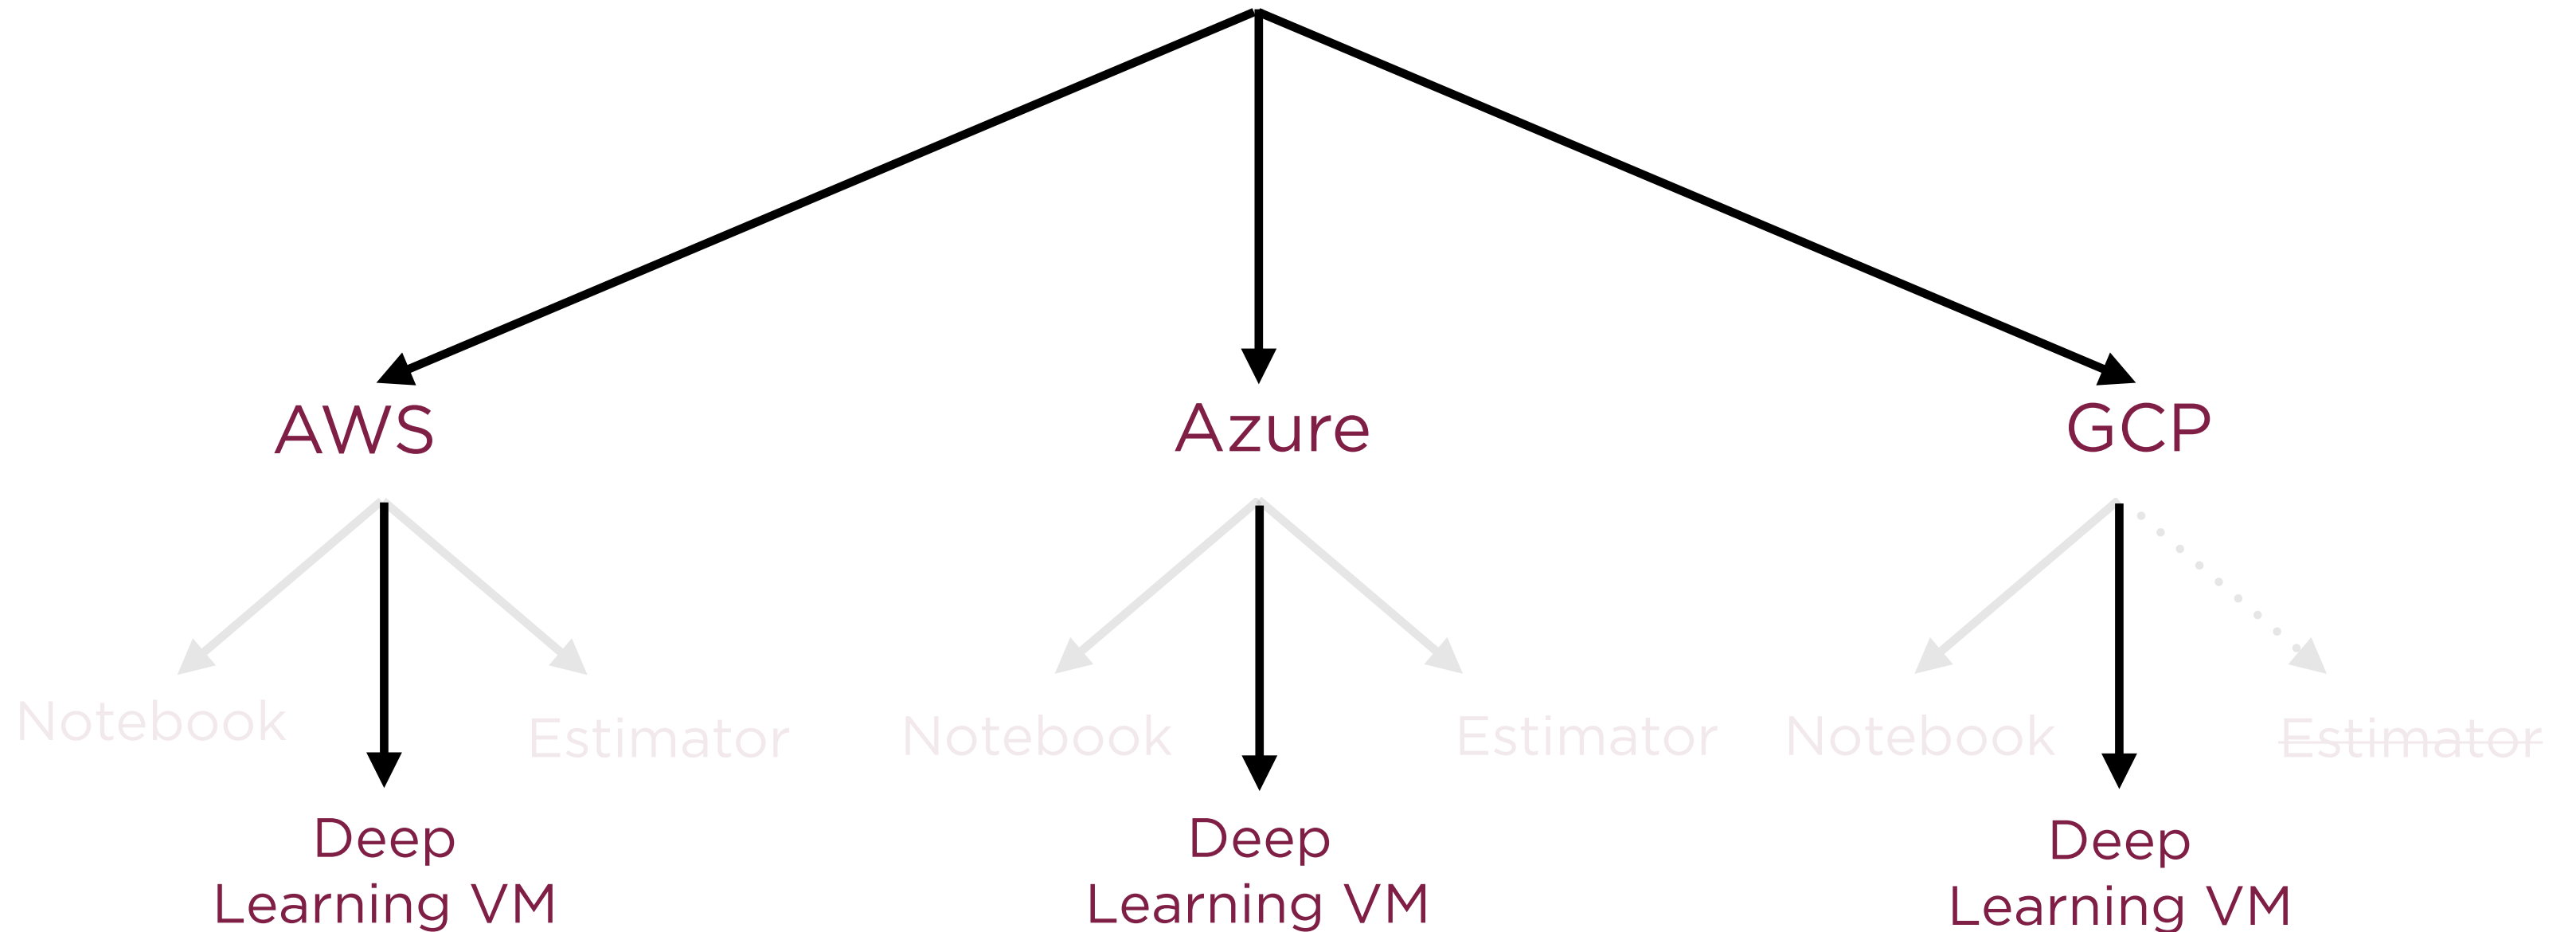 AWS
Azure
GCP
Notebook
Estimator
Notebook
Estimator
Notebook
Estimator
Deep
Learning VM
Deep
Learning VM
Deep
Learning VM